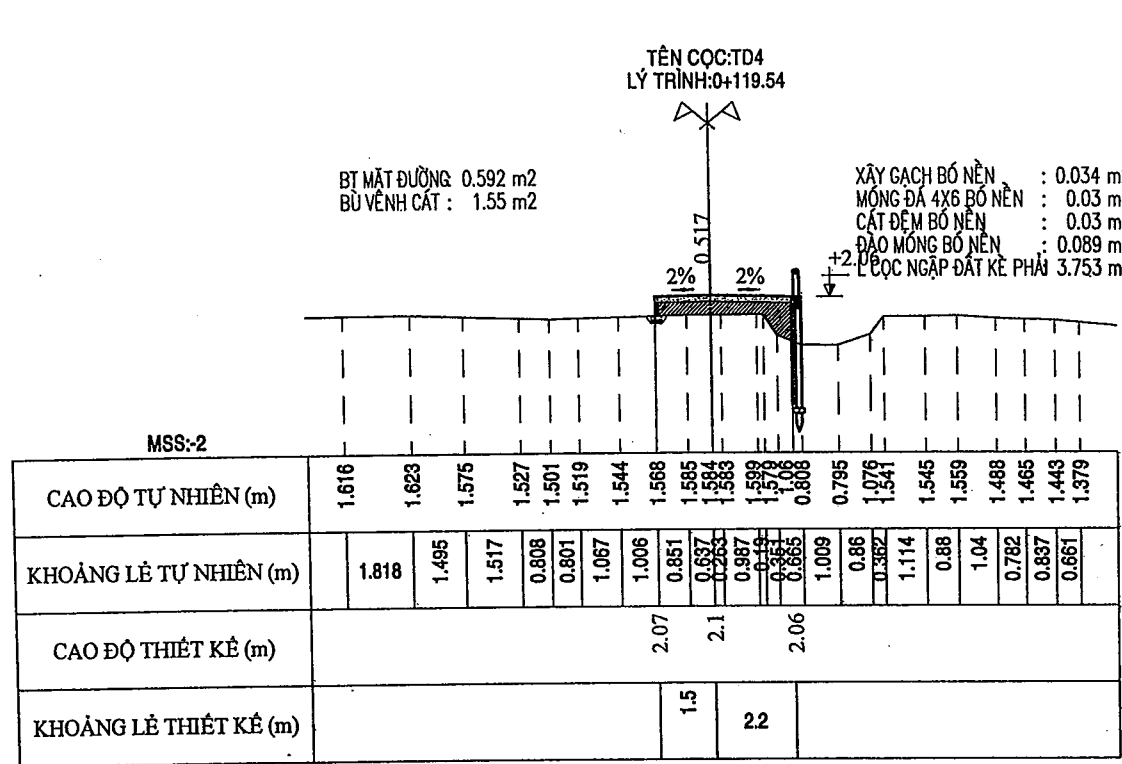 TÊN CỌC:TD4
LÝ TRÌNH:0+119.54
BT MẶT ĐƯỜNG: 0.592 m2
BÙ VÊNH CÁT : 1.55 m2
XÂY GẠCH BÓ NỀN : 0.034 m
MÓNG ĐÁ 4X6 BÓ NỀN : 0.03 m
CÁT ĐỆM BÓ NỀN : 0.03 m
ĐÀO MÓNG BÓ NỀN : 0.089 m
L CỌC NGẬP ĐẤT KÈ PHẢI 3.753 m
+2.06
0.517
2% 2%
MSS:-2
CAO ĐỘ TỰ NHIÊN (m) 1.616 1.623 1.575 1.527 1.501 1.519 1.544 1.568 1.585 1.584 1.583 1.599 1.579 1.06 0.808 0.795 1.076 1.541 1.545 1.559 1.488 1.465 1.443 1.379
KHOẢNG LẺ TỰ NHIÊN (m) 1.818 1.495 1.517 0.808 0.801 1.067 1.006 0.851 0.637 0.263 0.987 0.19 0.351 0.665 1.009 0.86 0.362 1.114 0.88 1.04 0.782 0.837 0.661
CAO ĐỘ THIẾT KẾ (m) 2.07 2.1 2.06
KHOẢNG LẺ THIẾT KẾ (m) 1.5 2.2